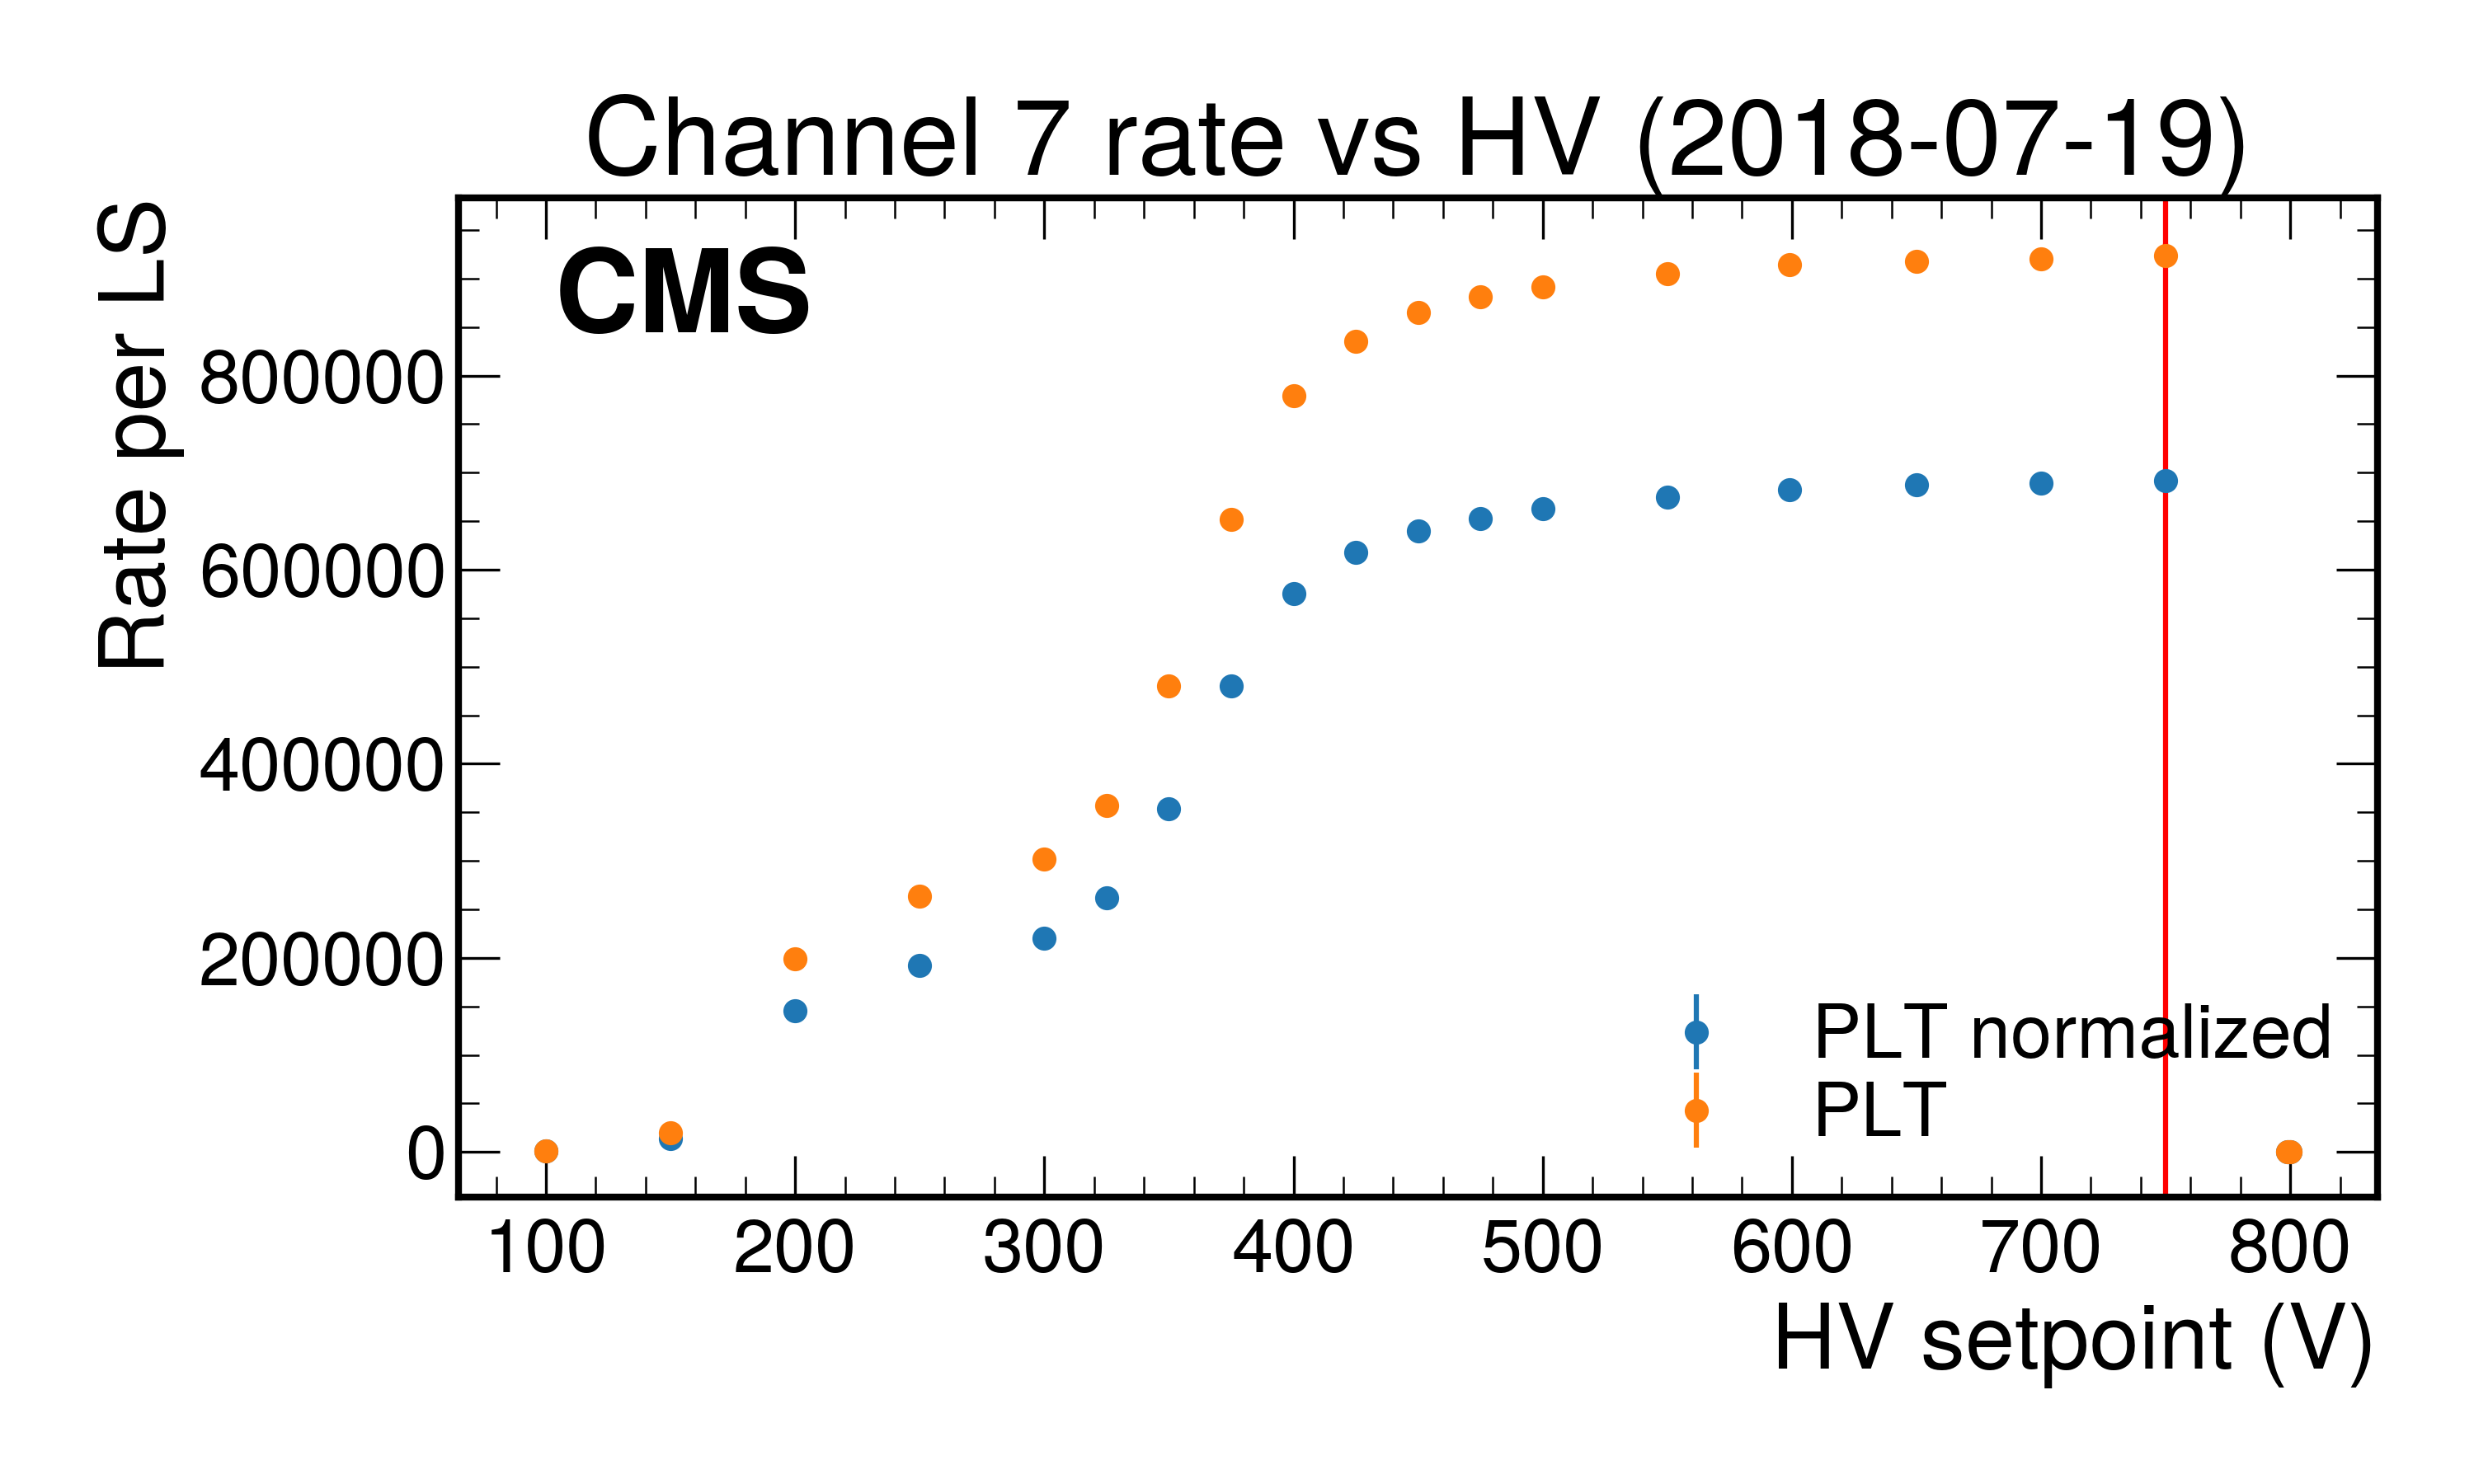 Channel 7 rate vs HV (2018-07-19)
CMS
Rate per LS
800000
600000
400000
200000
0
PLT normalized
PLT
100 200 300 400 500 600 700 800
HV setpoint (V)